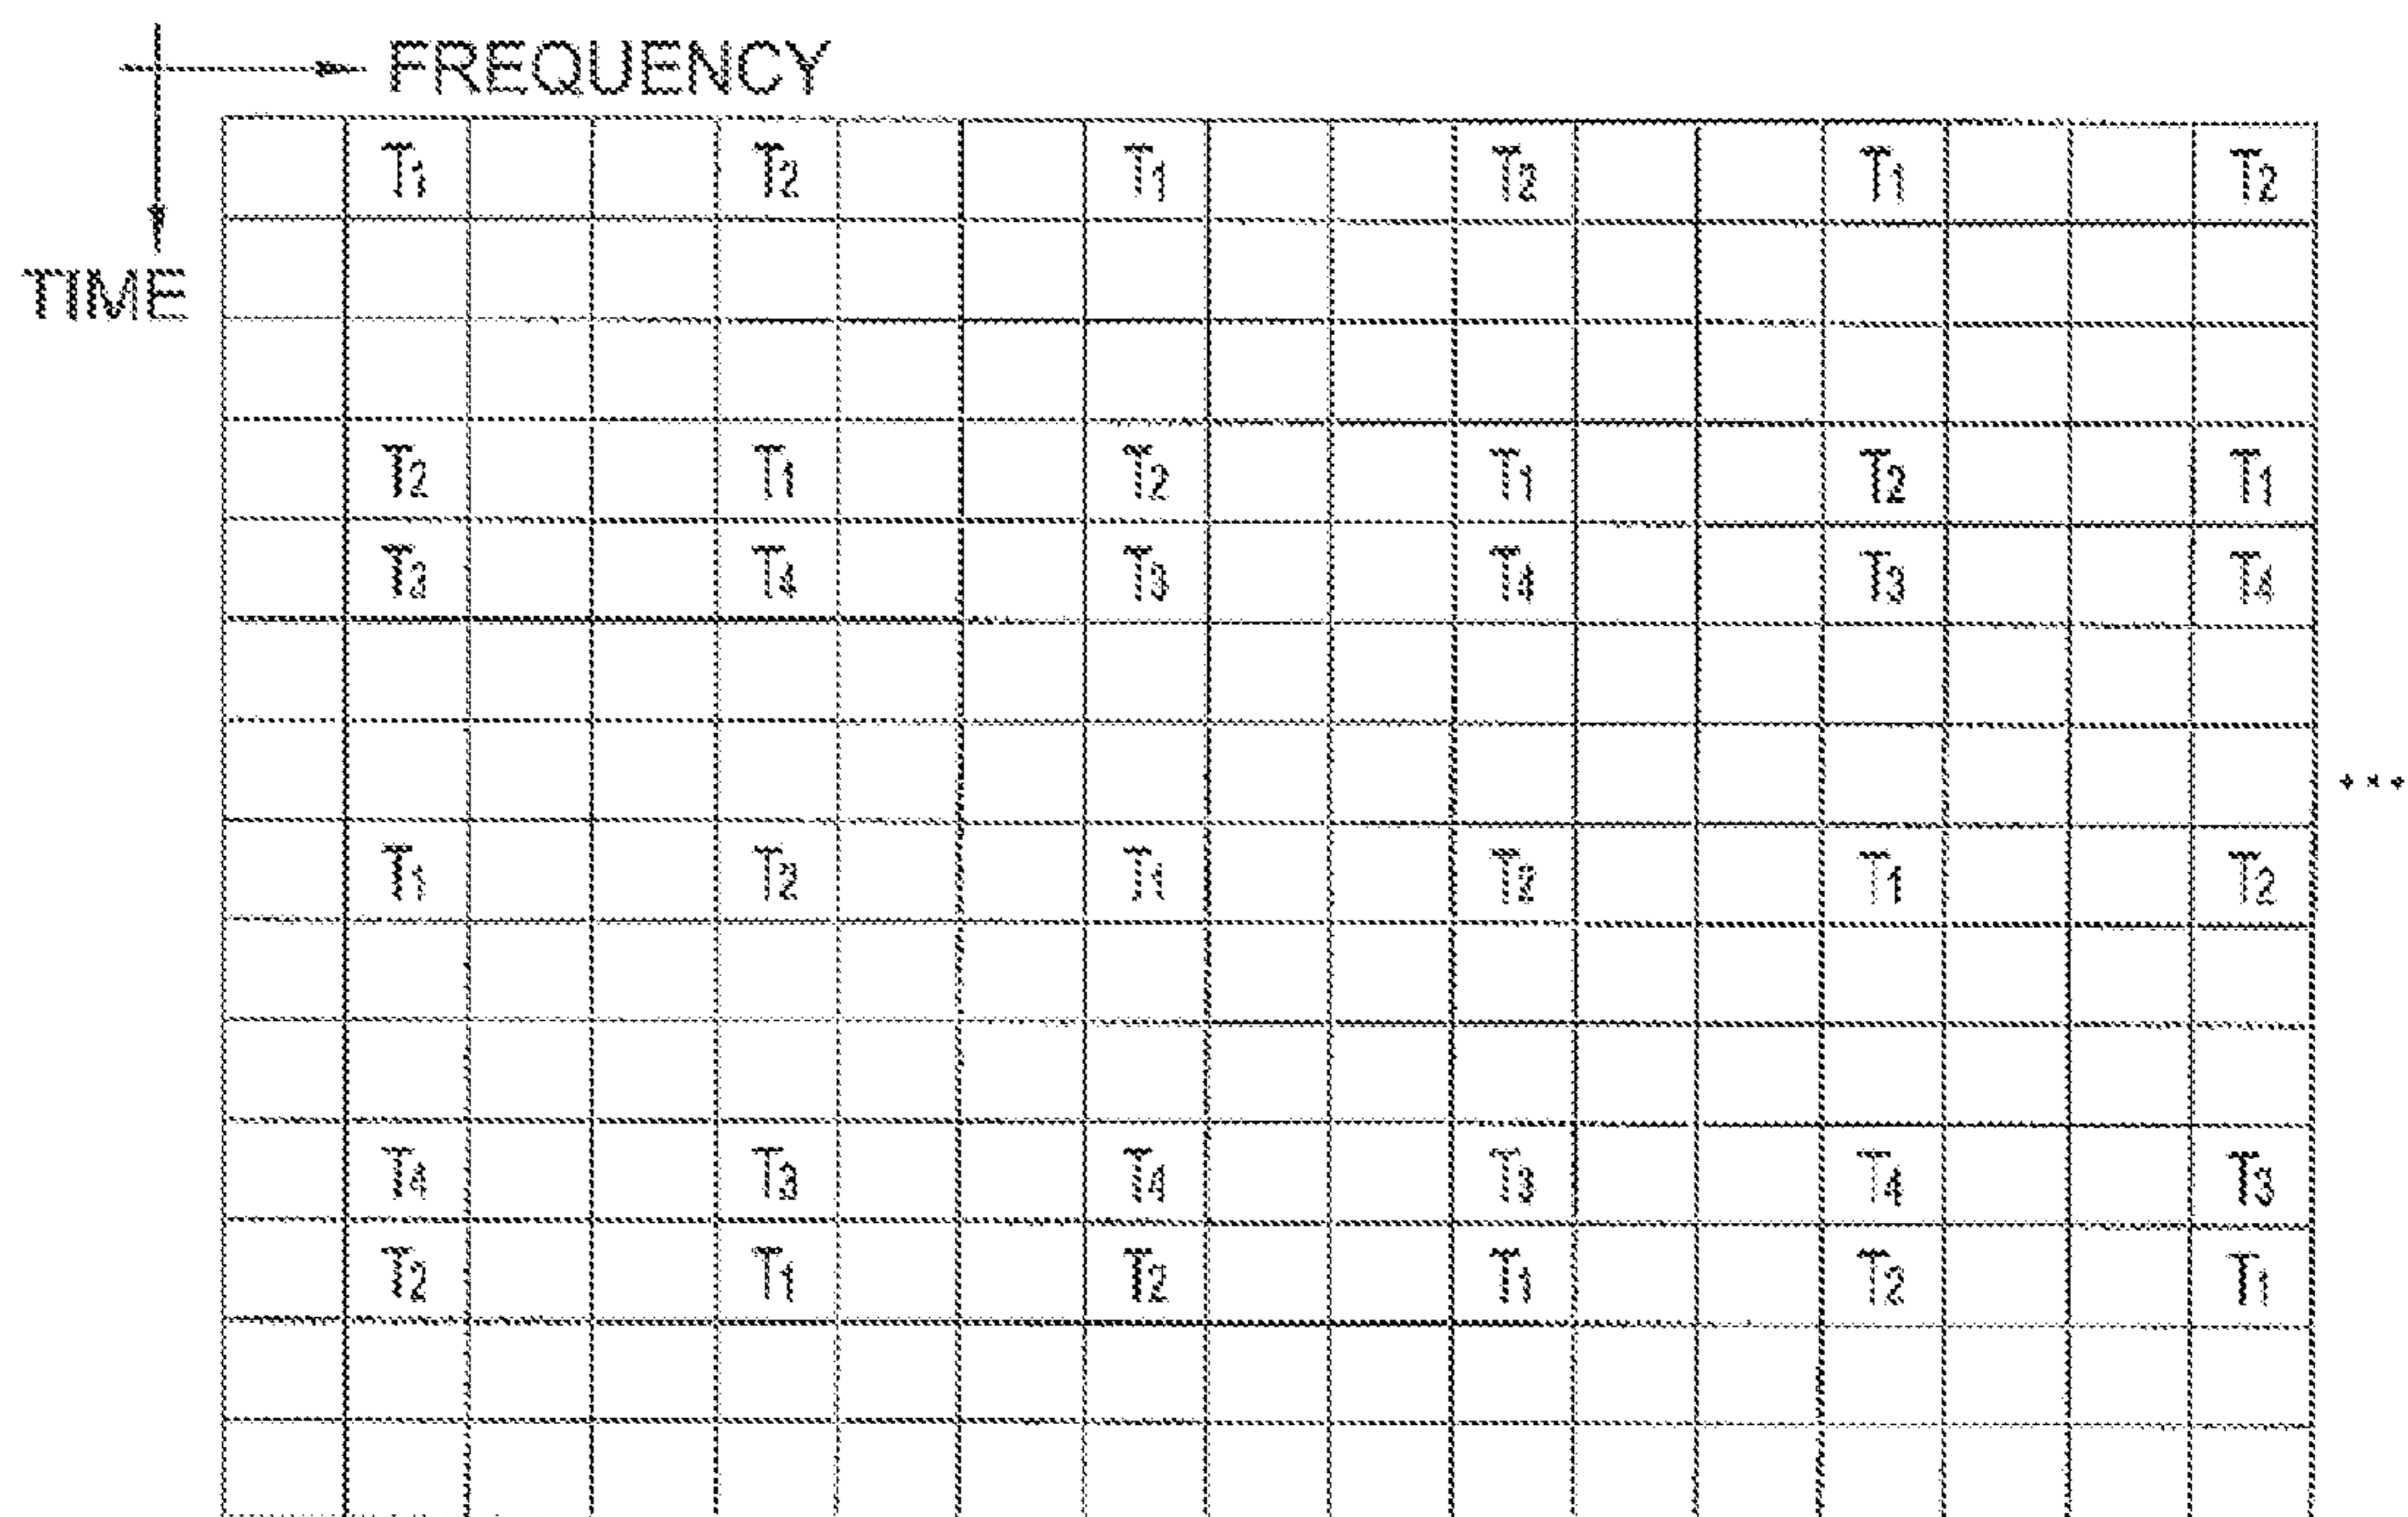 FREQUENCY
TIME
T1 T2 T1 T2 T1 T2
T2 T1 T2 T1 T2 T1
T3 T4 T3 T4 T3 T4
T1 T2 T1 T2 T1 T2
T4 T3 T4 T3 T4 T3
T2 T1 T2 T1 T2 T1
...